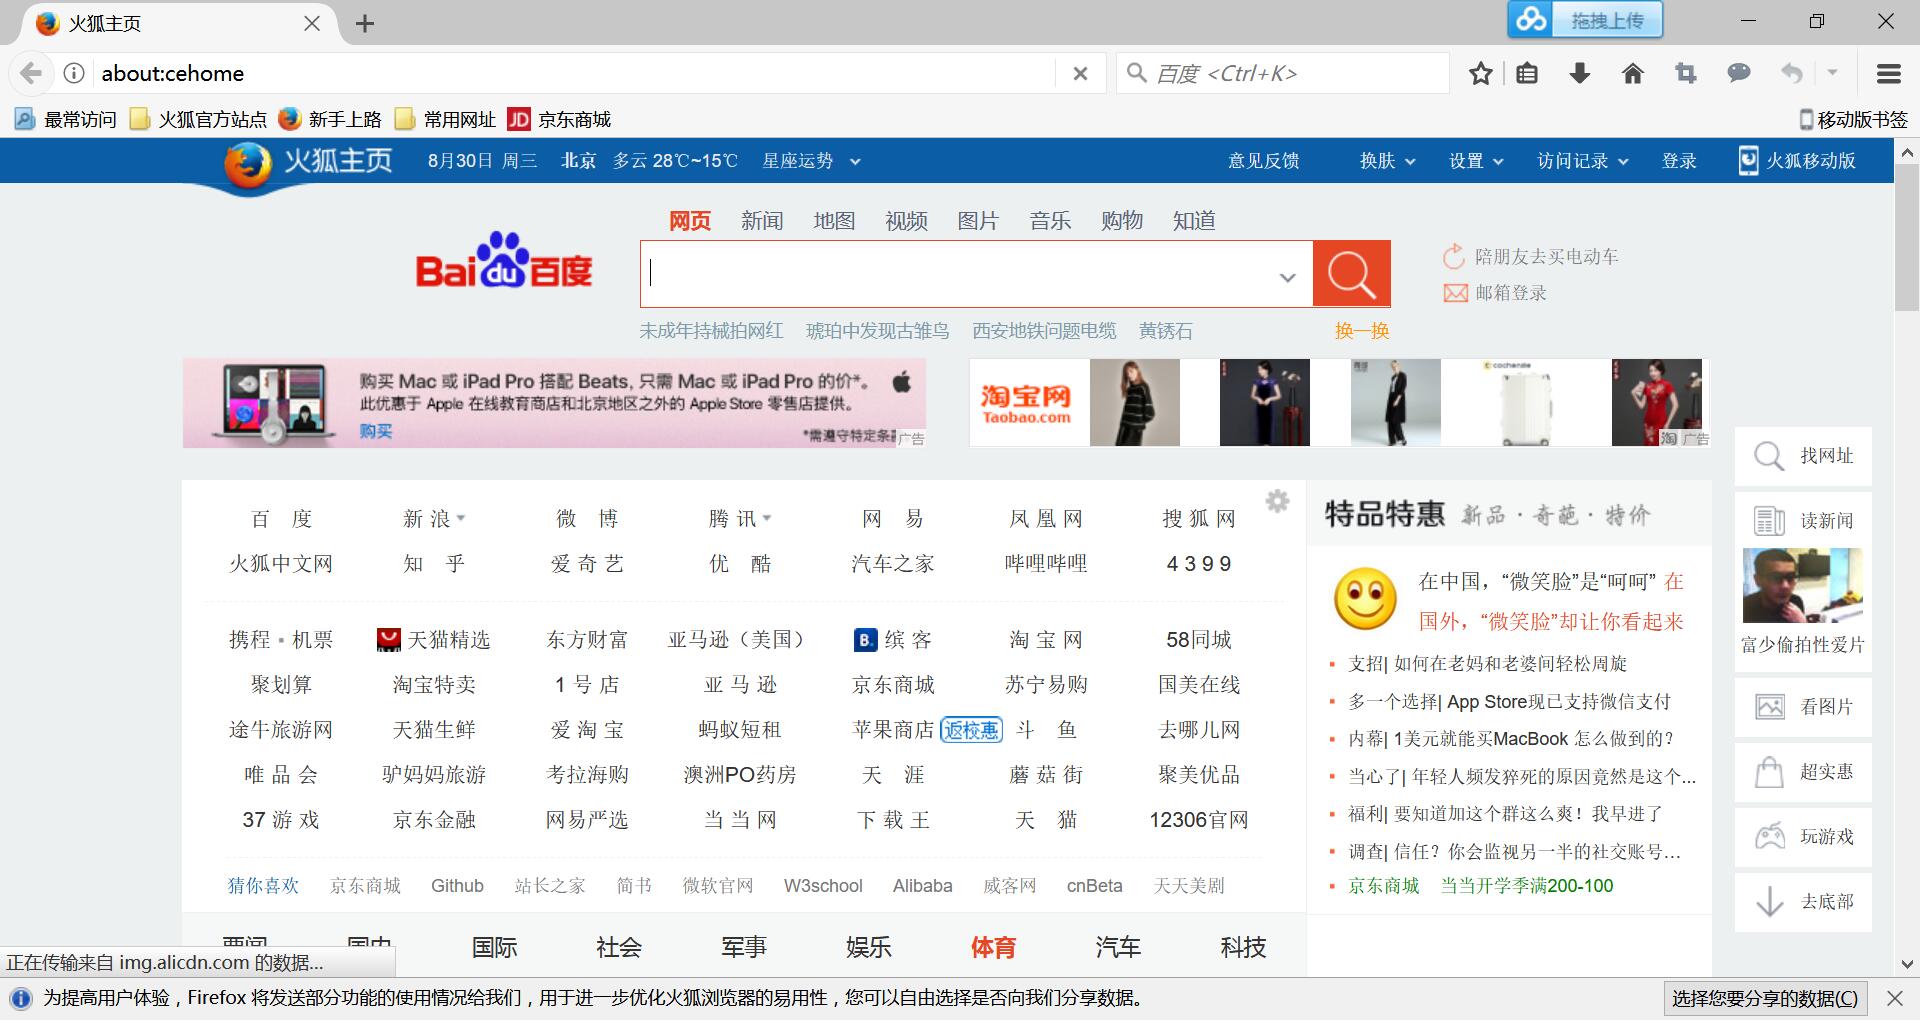 火狐主页
拖拽上传
about:cehome
百度 <Ctrl+K>
最常访问 火狐官方站点 新手上路 常用网址 JD 京东商城 移动版书签
火狐主页 8月30日 周三 北京 多云 28℃~15℃ 星座运势 意见反馈 换肤 设置 访问记录 登录 火狐移动版
网页 新闻 地图 视频 图片 音乐 购物 知道
Bai du 百度
陪朋友去买电动车
邮箱登录
未成年持械拍网红 琥珀中发现古雏鸟 西安地铁问题电缆 黄锈石 换一换
购买 Mac 或 iPad Pro 搭配 Beats, 只需 Mac 或 iPad Pro 的价*。
此优惠于 Apple 在线教育商店和北京地区之外的 Apple Store 零售店提供。
购买
*需遵守特定条 广告
淘宝网
Taobao.com
cochenite
淘 广告
找网址
读新闻
富少偷拍性爱片
看图片
超实惠
玩游戏
去底部
百 度 新 浪 微 博 腾 讯 网 易 凤 凰 网 搜 狐 网
火狐中文网 知 乎 爱 奇 艺 优 酷 汽车之家 哔哩哔哩 4 3 9 9
携程 • 机票 天猫精选 东方财富 亚马逊（美国） B. 缤 客 淘 宝 网 58同城
聚划算 淘宝特卖 1 号 店 亚 马 逊 京东商城 苏宁易购 国美在线
途牛旅游网 天猫生鲜 爱 淘 宝 蚂蚁短租 苹果商店 返校惠 斗 鱼 去哪儿网
唯 品 会 驴妈妈旅游 考拉海购 澳洲PO药房 天 涯 蘑 菇 街 聚美优品
37 游 戏 京东金融 网易严选 当 当 网 下 载 王 天 猫 12306官网
猜你喜欢 京东商城 Github 站长之家 简书 微软官网 W3school Alibaba 威客网 cnBeta 天天美剧
特品特惠 新品 · 奇葩 · 特价
在中国，“微笑脸”是“呵呵” 在
国外，“微笑脸”却让你看起来
支招| 如何在老妈和老婆间轻松周旋
多一个选择| App Store现已支持微信支付
内幕| 1美元就能买MacBook 怎么做到的？
当心了| 年轻人频发猝死的原因竟然是这个...
福利| 要知道加这个群这么爽！我早进了
调查| 信任？你会监视另一半的社交账号...
京东商城 当当开学季满200-100
要闻 国内 国际 社会 军事 娱乐 体育 汽车 科技
正在传输来自 img.alicdn.com 的数据...
为提高用户体验，Firefox 将发送部分功能的使用情况给我们，用于进一步优化火狐浏览器的易用性，您可以自由选择是否向我们分享数据。 选择您要分享的数据(C)